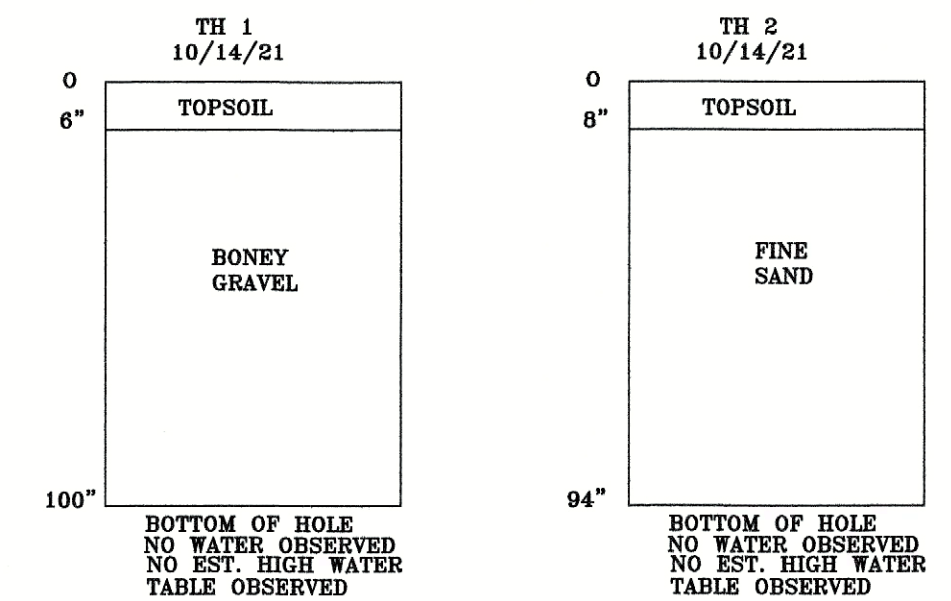 TH 1
10/14/21
0
TOPSOIL
6"
BONEY
GRAVEL
100"
BOTTOM OF HOLE
NO WATER OBSERVED
NO EST. HIGH WATER
TABLE OBSERVED
TH 2
10/14/21
0
TOPSOIL
8"
FINE
SAND
94"
BOTTOM OF HOLE
NO WATER OBSERVED
NO EST. HIGH WATER
TABLE OBSERVED